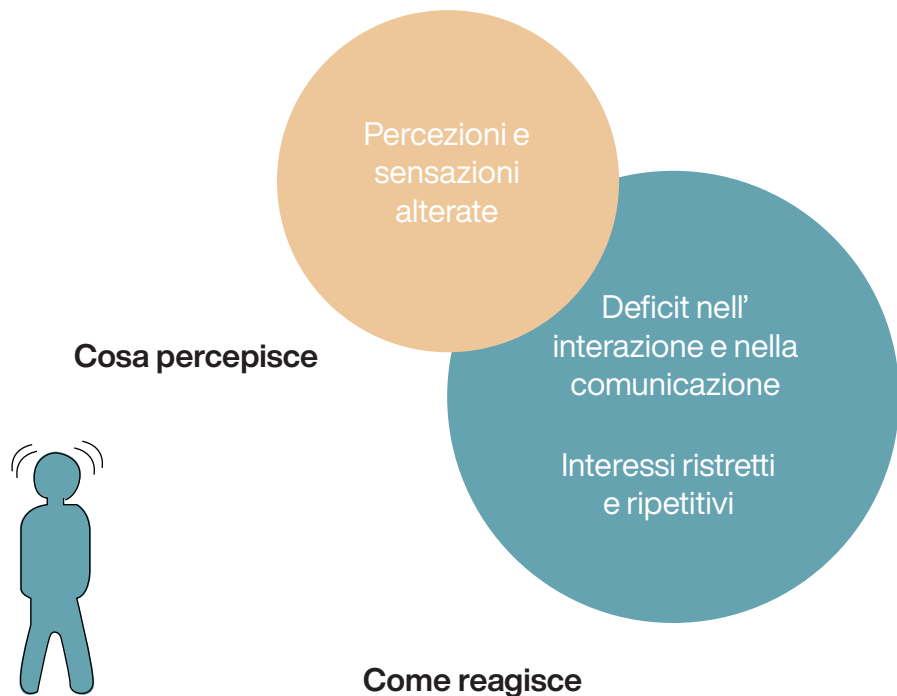 Percezioni e
sensazioni
alterate
Deficit nell'
interazione e nella
comunicazione
Interessi ristretti
e ripetitivi
Cosa percepisce
Come reagisce